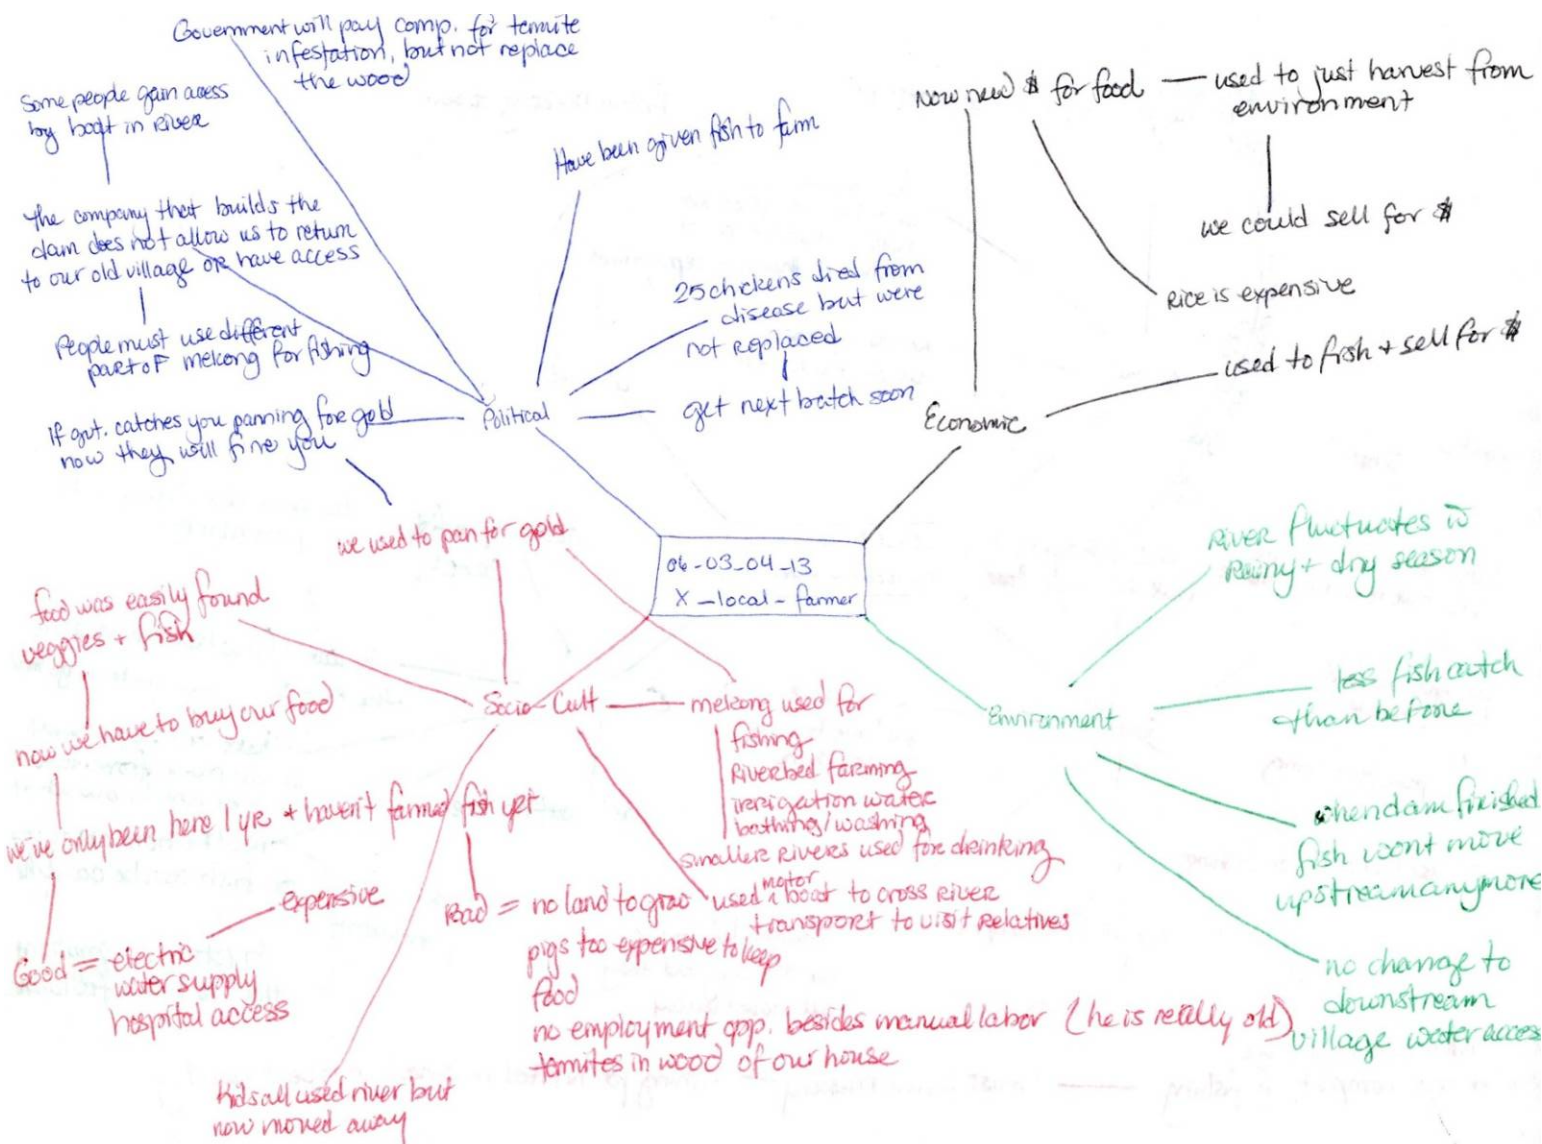 Government will pay comp. for termite
infestation, but not replace
the wood
Some people gain access
by boat in River
the company that builds the
dam does not allow us to return
to our old village or have access
People must use different
part of mekong for fishing
If gvt. catches you panning for gold
now they will fine you
Have been given fish to farm
25 chickens died from
disease but were
not replaced
get next batch soon
Political
Now need $ for food
used to just harvest from
environment
we could sell for $
Rice is expensive
used to fish + sell for $
Economic
06-03-04-13
X-local-farmer
we used to pan for gold
food was easily found
veggies + fish
now we have to buy our food
we've only been here 1 yr + haven't farmed fish yet
Good = electric
water supply
hospital access
expensive
Bad = no land to grow
pigs too expensive to keep
food
no employment opp. besides manual labor (he is really old)
termites in wood of our house
kids all used river but
now moved away
Socio-Cult
mekong used for
fishing
Riverbed farming
irrigation water
bathing/washing
smaller rivers used for drinking
used motor boat to cross River
transport to visit relatives
Environment
River fluctuates in
Rainy + dry season
less fish catch
than before
when dam finished
fish wont move
upstream anymore
no change to
downstream
village water access